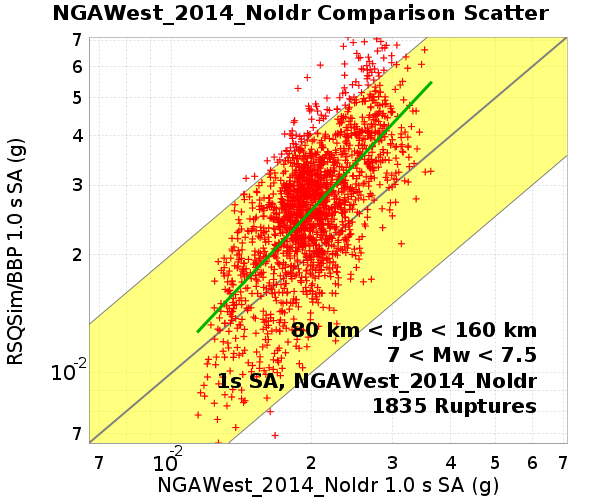 NGAWest_2014_NoIdr Comparison Scatter
RSQSim/BBP 1.0 s SA (g)
7
6
5
4
3
2
10-2
7
80 km < rJB < 160 km
7 < Mw < 7.5
1s SA, NGAWest_2014_NoIdr
1835 Ruptures
7 10-2 2 3 4 5 6 7
NGAWest_2014_NoIdr 1.0 s SA (g)